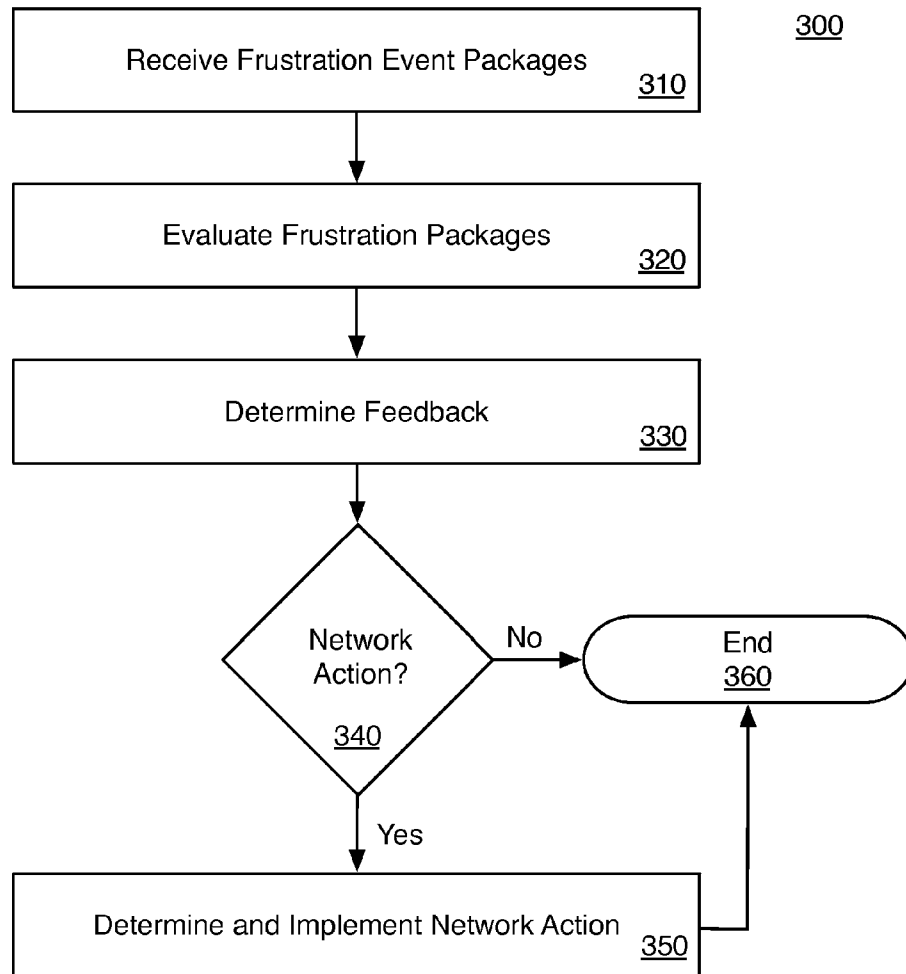 300
Receive Frustration Event Packages
310
Evaluate Frustration Packages
320
Determine Feedback
330
Network
Action?
340
No
End
360
Yes
Determine and Implement Network Action
350